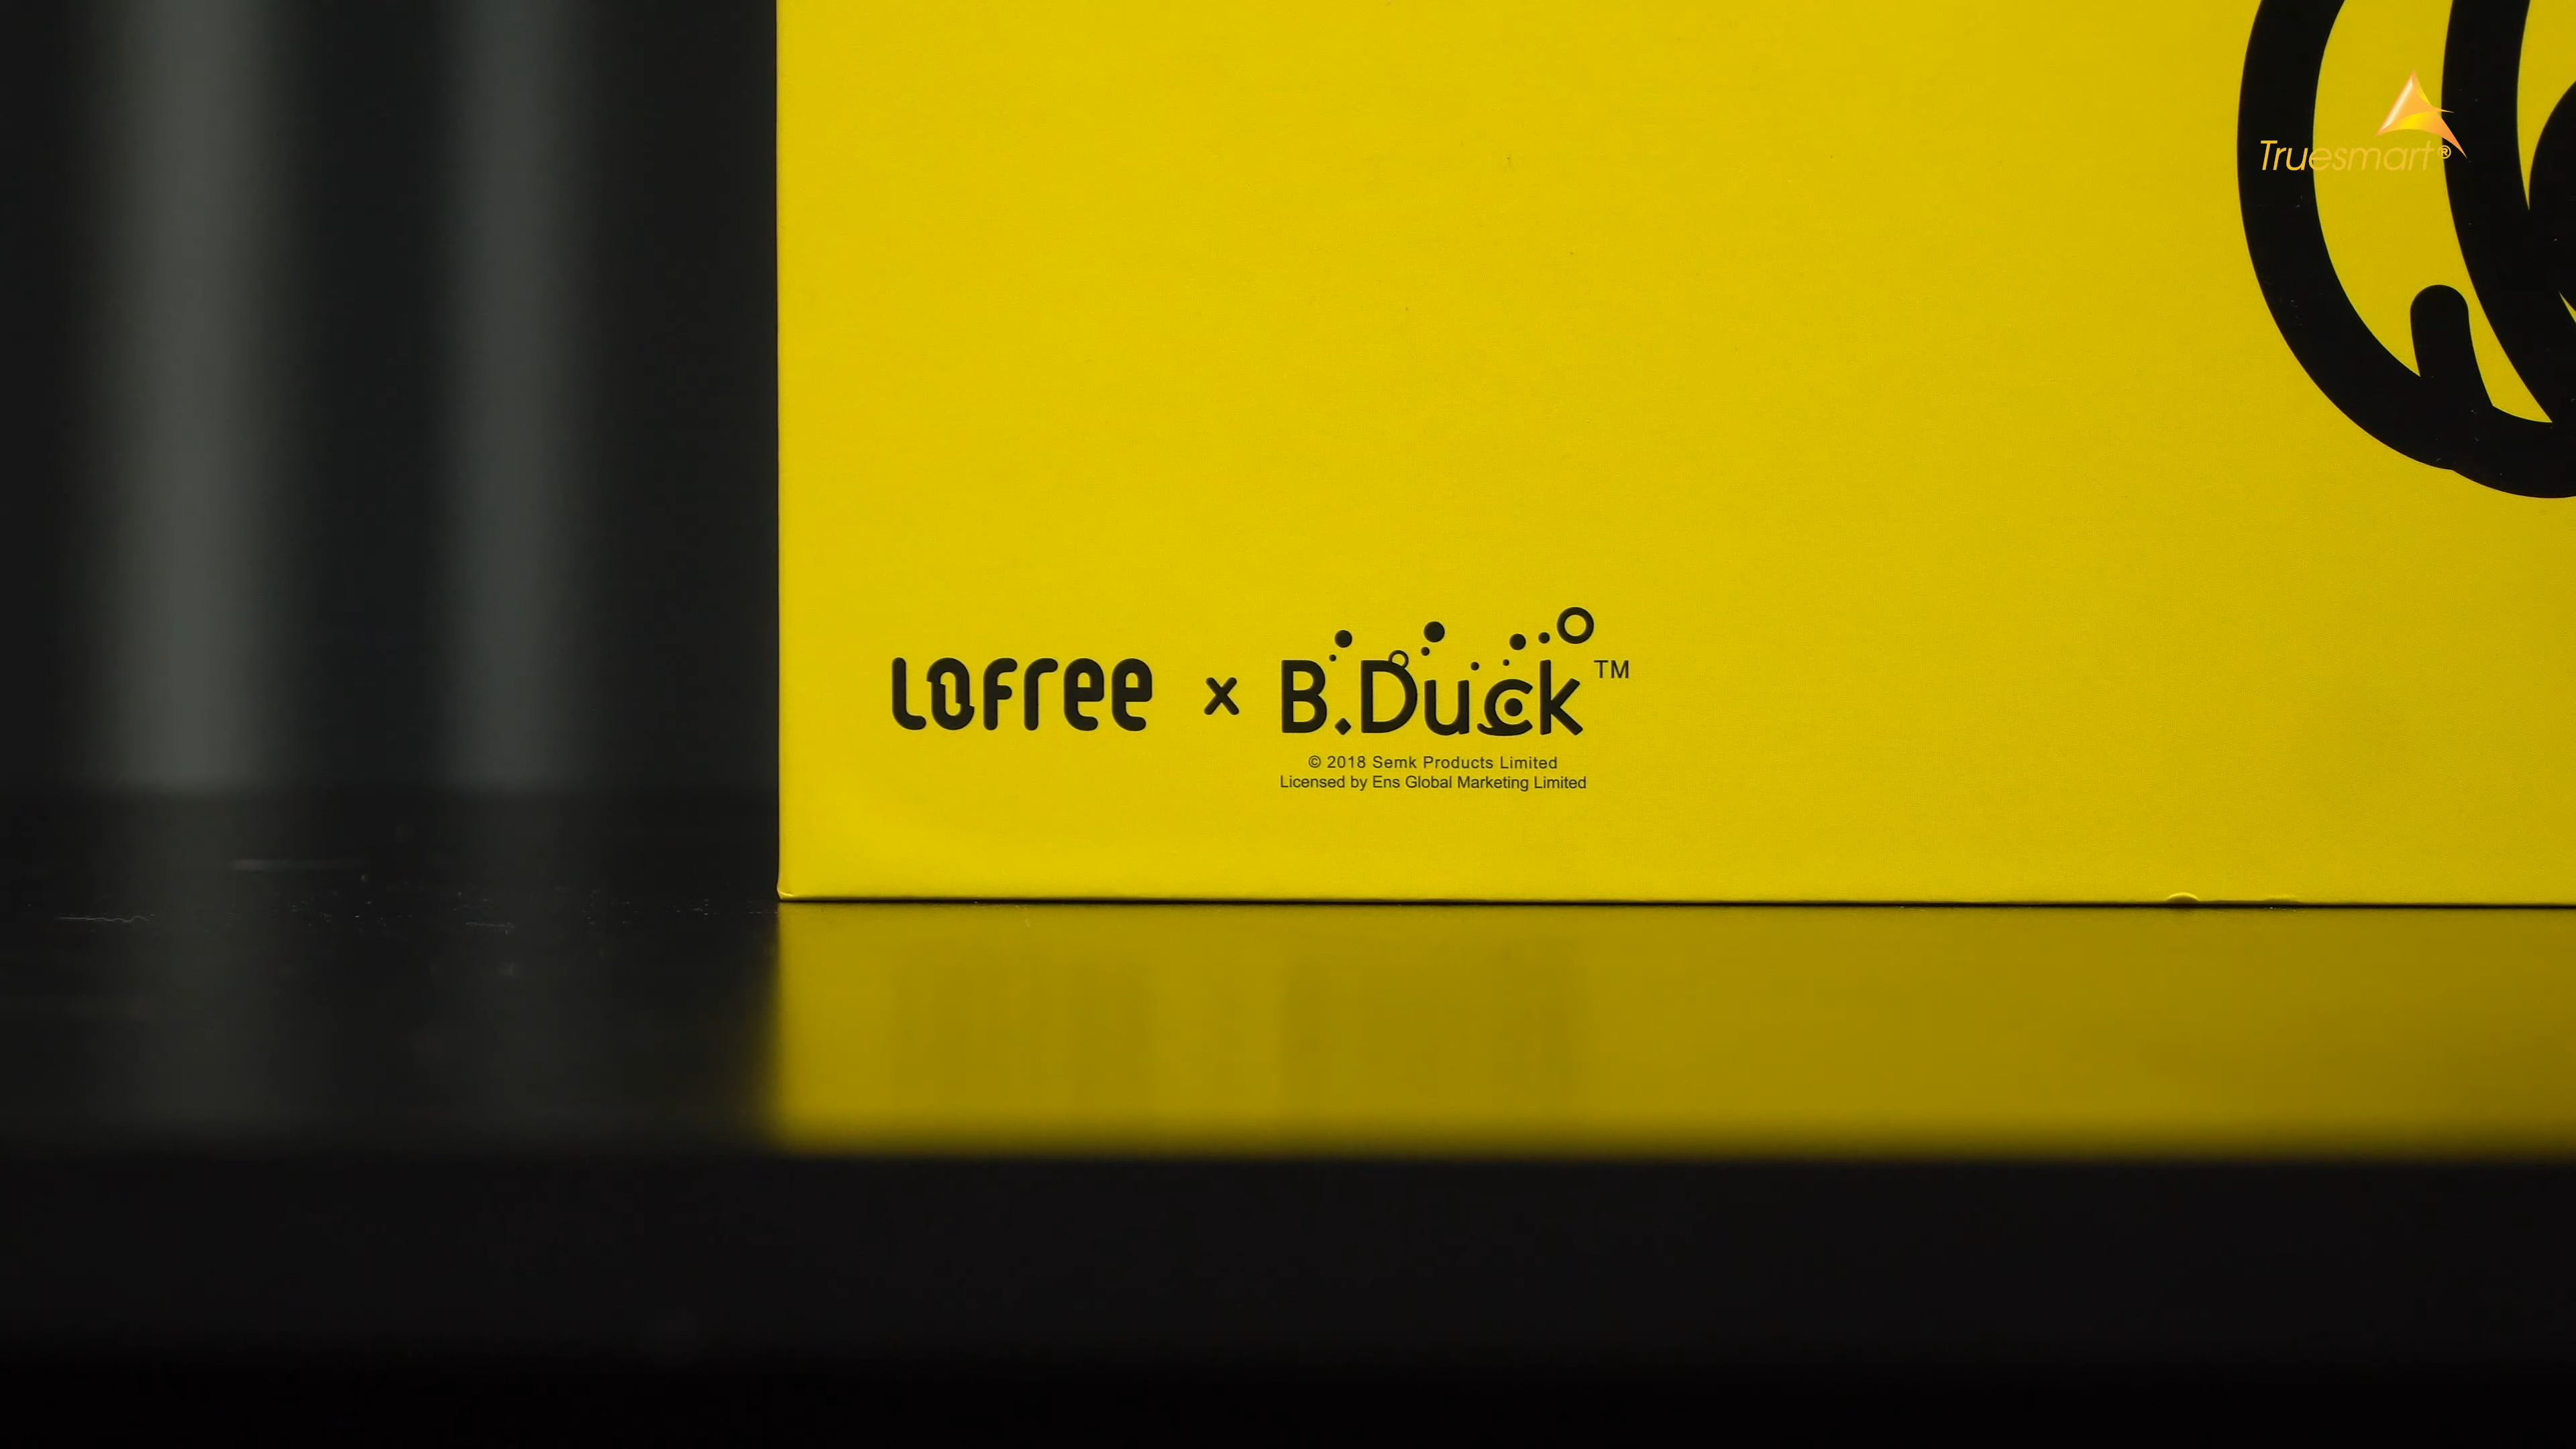 Truesmart®
LOFREE x B.Duck™
© 2018 Semk Products Limited
Licensed by Ens Global Marketing Limited